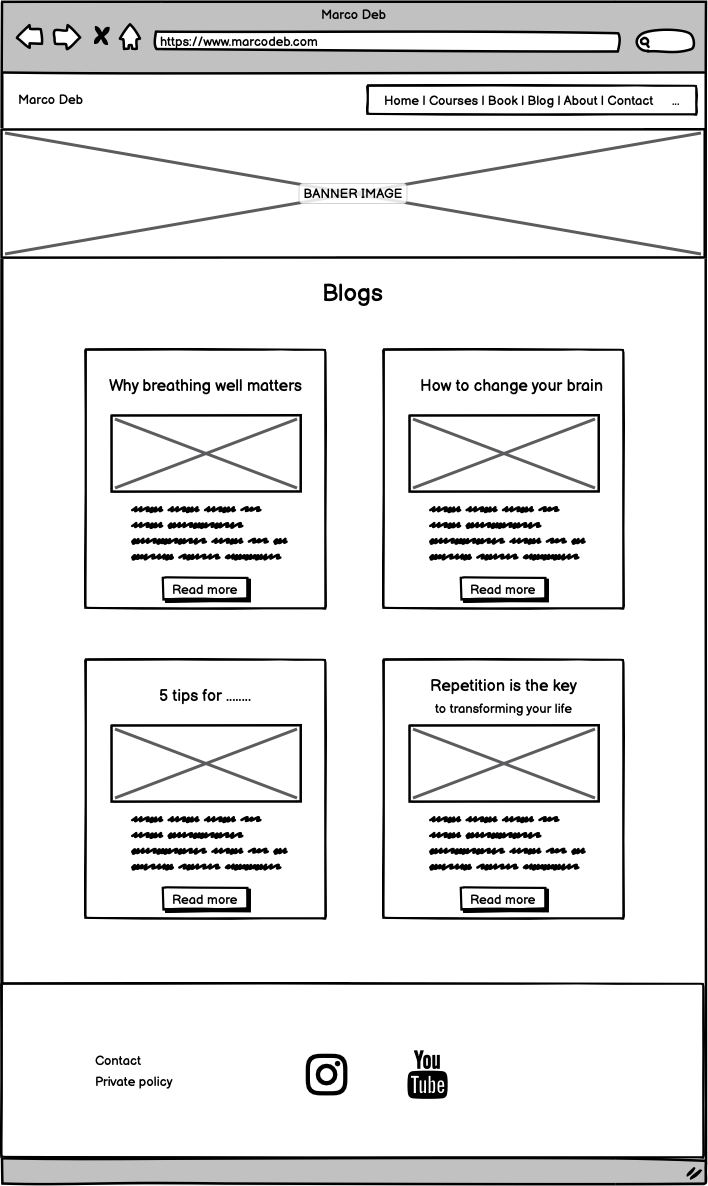 Marco Deb
https://www.marcodeb.com
Marco Deb
Home | Courses | Book | Blog | About | Contact ...
BANNER IMAGE
Blogs
Why breathing well matters
Read more
How to change your brain
Read more
5 tips for ........
Read more
Repetition is the key
to transforming your life
Read more
Contact
Private policy
You
Tube